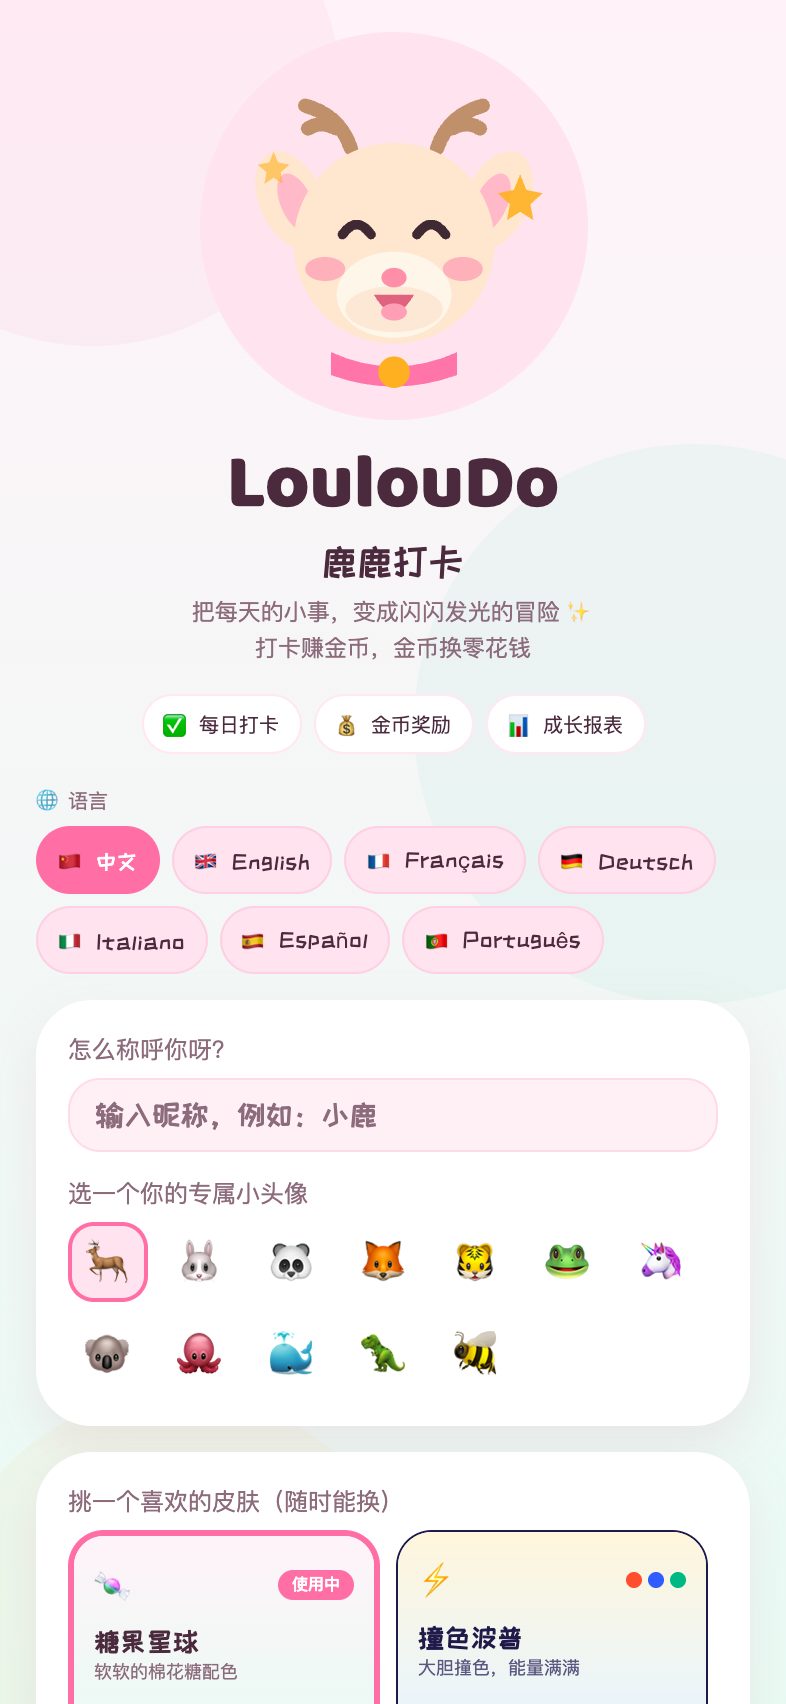 LoulouDo
鹿鹿打卡
把每天的小事，变成闪闪发光的冒险 ✨
打卡赚金币，金币换零花钱
✅ 每日打卡
💰 金币奖励
📊 成长报表
🌐 语言
🇨🇳 中文
🇬🇧 English
🇫🇷 Français
🇩🇪 Deutsch
🇮🇹 Italiano
🇪🇸 Español
🇵🇹 Português
怎么称呼你呀？
输入昵称，例如：小鹿
选一个你的专属小头像
挑一个喜欢的皮肤（随时能换）
使用中
糖果星球
软软的棉花糖配色
撞色波普
大胆撞色，能量满满